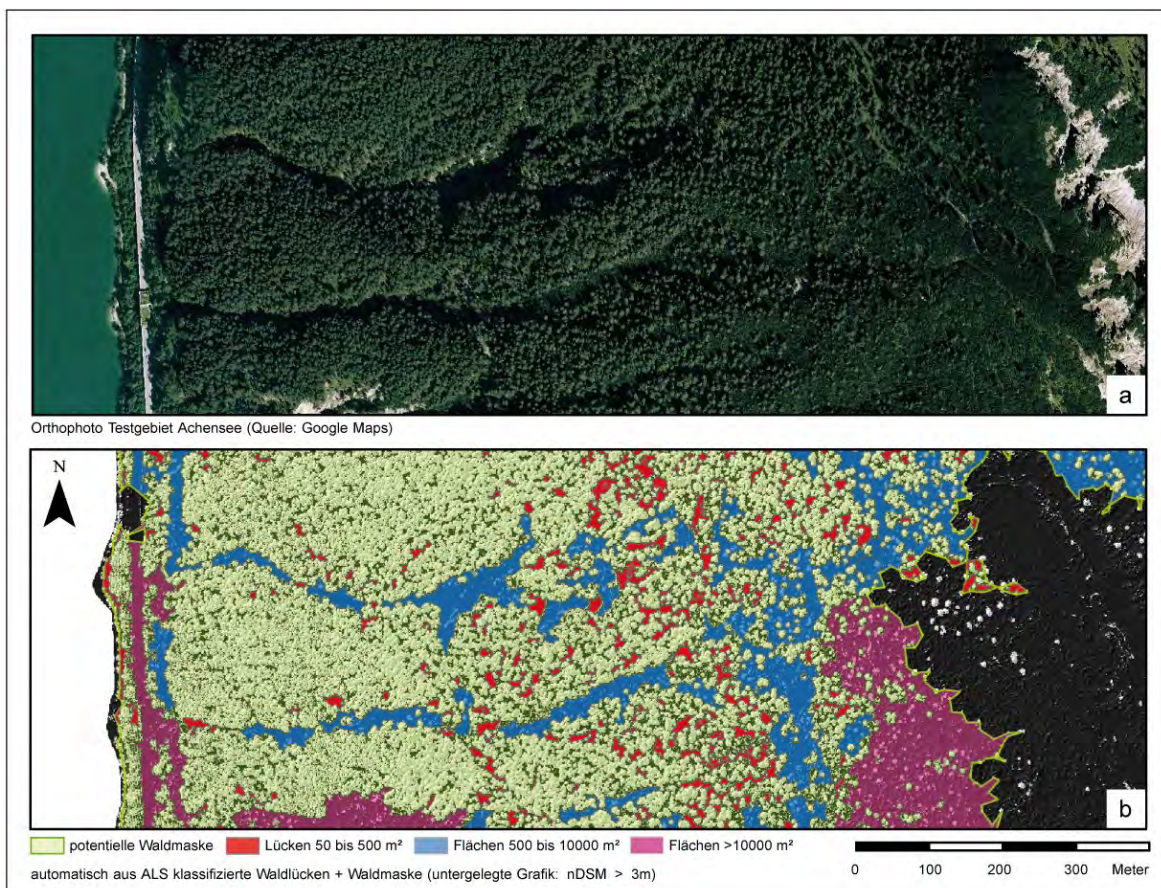 a
Orthophoto Testgebiet Achensee (Quelle: Google Maps)
N
b
potentielle Waldmaske Lücken 50 bis 500 m² Flächen 500 bis 10000 m² Flächen >10000 m²
automatisch aus ALS klassifizierte Waldlücken + Waldmaske (untergelegte Grafik: nDSM > 3m)
0 100 200 300 Meter